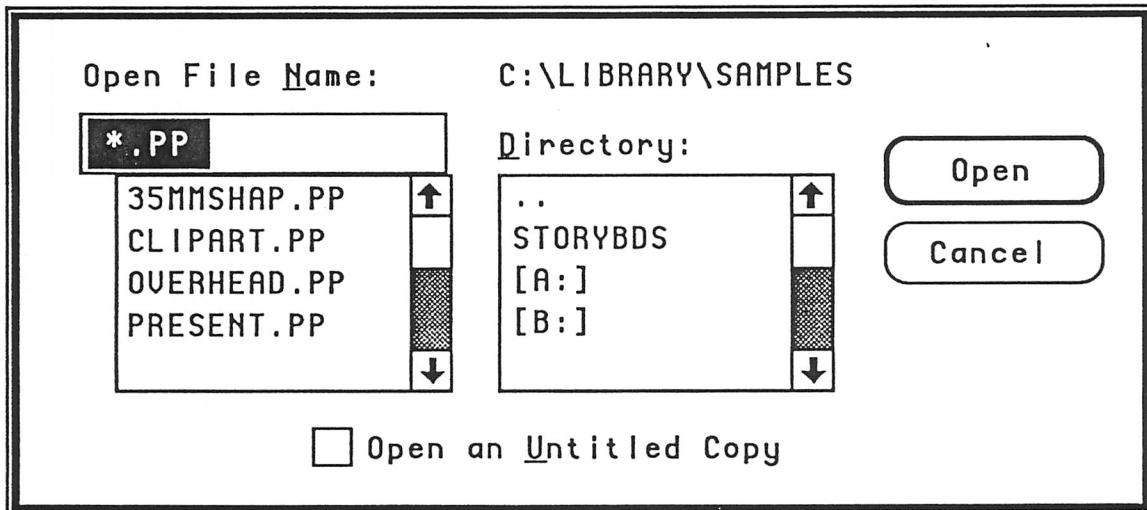 Open File Name:
C:\LIBRARY\SAMPLES
*.PP
Directory:
35MMSHAP.PP
CLIPART.PP
OVERHEAD.PP
PRESENT.PP
..
STORYBDS
[A:]
[B:]
Open
Cancel
Open an Untitled Copy